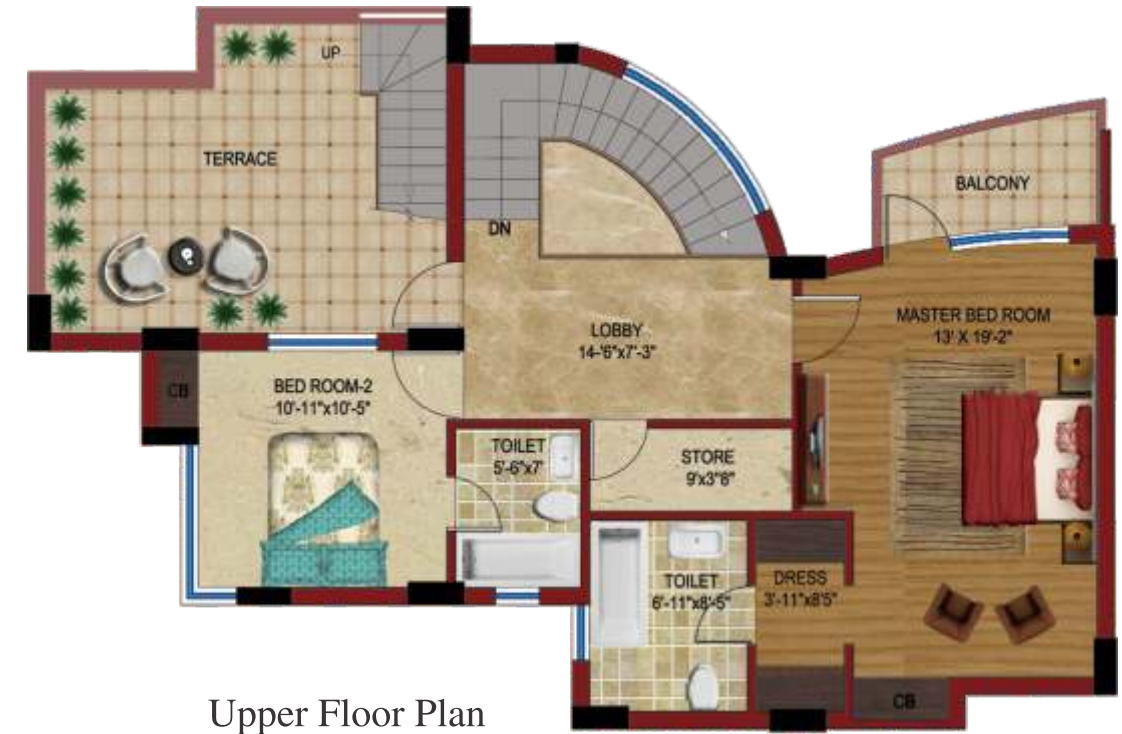 UP
TERRACE
BALCONY
DN
LOBBY
14-'6"x7'-3"
MASTER BED ROOM
13' X 19'-2"
CB
BED ROOM-2
10'-11"x10'-5"
TOILET
5'-6"x7'
STORE
9'x3"8"
TOILET
6'-11"x8'-5"
DRESS
3'-11"x8'5"
CB
Upper Floor Plan